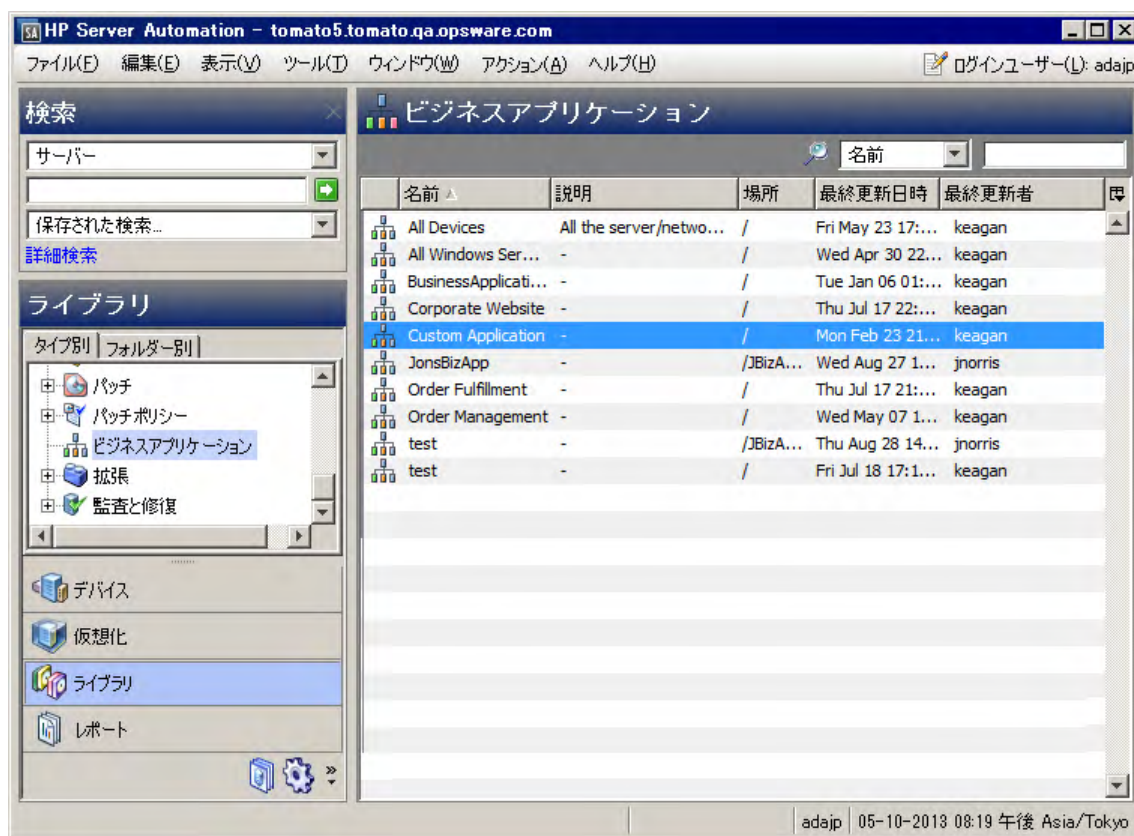 HP Server Automation - tomato5.tomato.qa.opsware.com
ファイル(F) 編集(E) 表示(V) ツール(T) ウィンドウ(W) アクション(A) ヘルプ(H) ログインユーザー(L): adajp
検索
サーバー
保存された検索...
詳細検索
ライブラリ
タイプ別 フォルダー別
パッチ
パッチポリシー
ビジネスアプリケーション
拡張
監査と修復
デバイス
仮想化
ライブラリ
レポート
ビジネスアプリケーション
名前
名前 説明 場所 最終更新日時 最終更新者
All Devices All the server/netwo... / Fri May 23 17:... keagan
All Windows Ser... - / Wed Apr 30 22... keagan
BusinessApplicati... - / Tue Jan 06 01:... keagan
Corporate Website - / Thu Jul 17 22:... keagan
Custom Application - / Mon Feb 23 21... keagan
JonsBizApp - /JBizA... Wed Aug 27 1... jnorris
Order Fulfillment - / Thu Jul 17 21:... keagan
Order Management - / Wed May 07 1... keagan
test - /JBizA... Thu Aug 28 14... jnorris
test - / Fri Jul 18 17:1... keagan
adajp 05-10-2013 08:19 午後 Asia/Tokyo